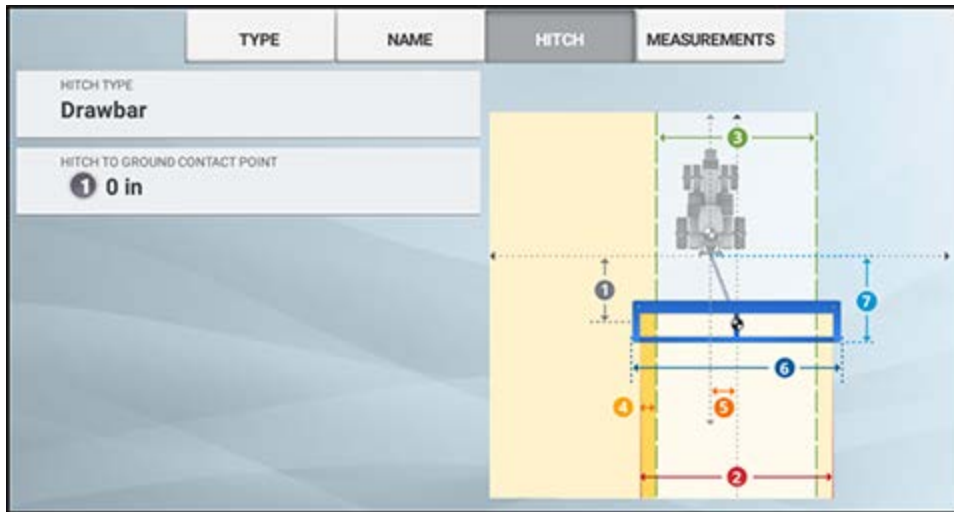 TYPE NAME HITCH MEASUREMENTS
HITCH TYPE
Drawbar
HITCH TO GROUND CONTACT POINT
1 0 in
3
1
7
6
4
5
2